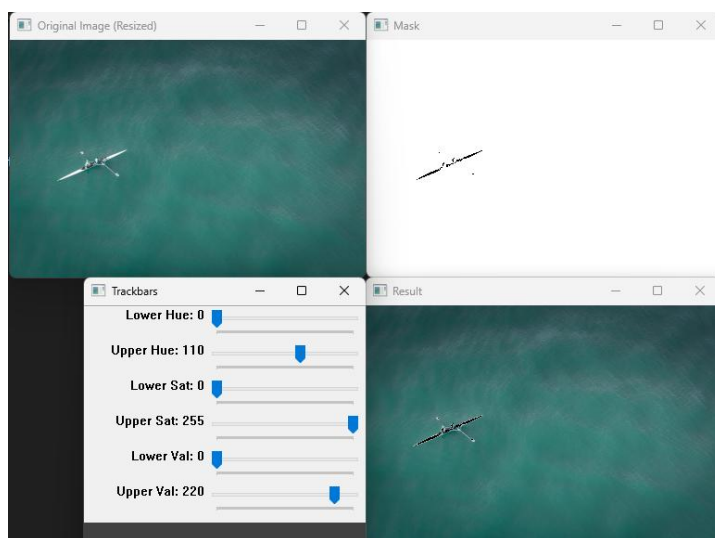 Original Image (Resized)
Mask
Trackbars
Lower Hue: 0
Upper Hue: 110
Lower Sat: 0
Upper Sat: 255
Lower Val: 0
Upper Val: 220
Result